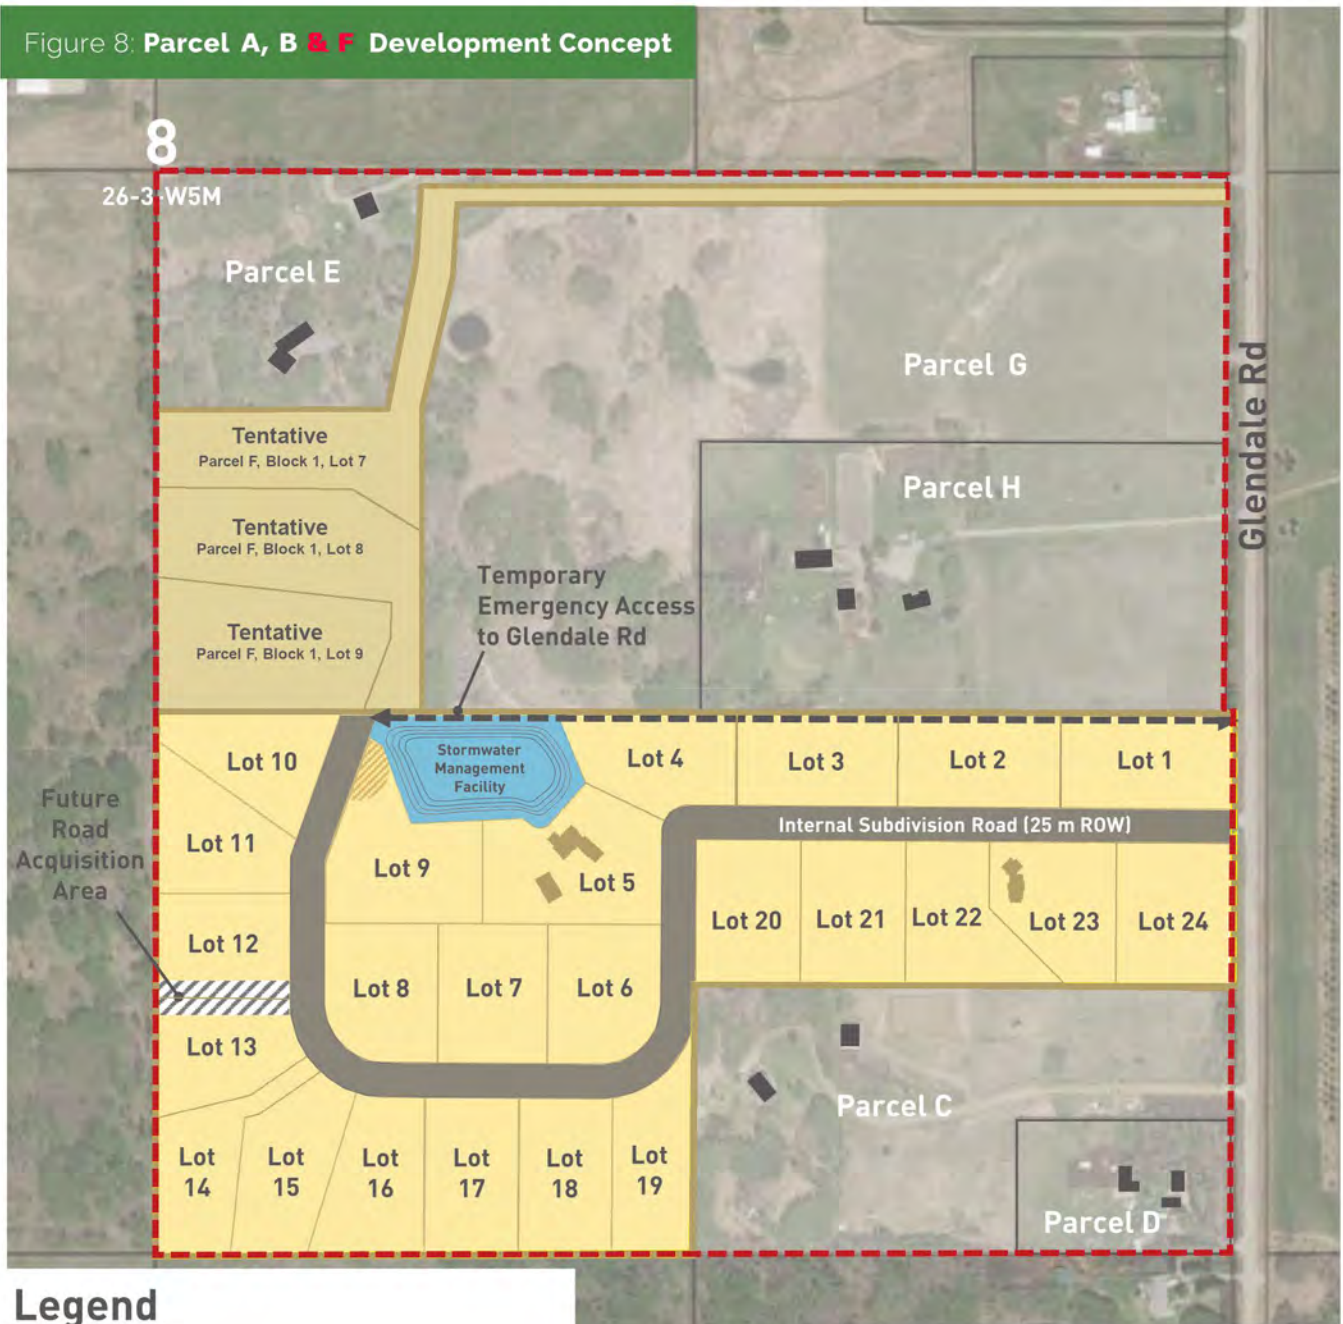 Figure 8: Parcel A, B & F Development Concept
8
26-3-W5M
Parcel E
Parcel G
Glendale Rd
Tentative
Parcel F, Block 1, Lot 7
Parcel H
Tentative
Parcel F, Block 1, Lot 8
Temporary
Emergency Access
to Glendale Rd
Tentative
Parcel F, Block 1, Lot 9
Lot 10
Stormwater
Management
Facility
Lot 4
Lot 3
Lot 2
Lot 1
Future
Road
Acquisition
Area
Internal Subdivision Road (25 m ROW)
Lot 11
Lot 9
Lot 5
Lot 20
Lot 21
Lot 22
Lot 23
Lot 24
Lot 12
Lot 8
Lot 7
Lot 6
Lot 13
Parcel C
Lot
14
Lot
15
Lot
16
Lot
17
Lot
18
Lot
19
Parcel D
Legend